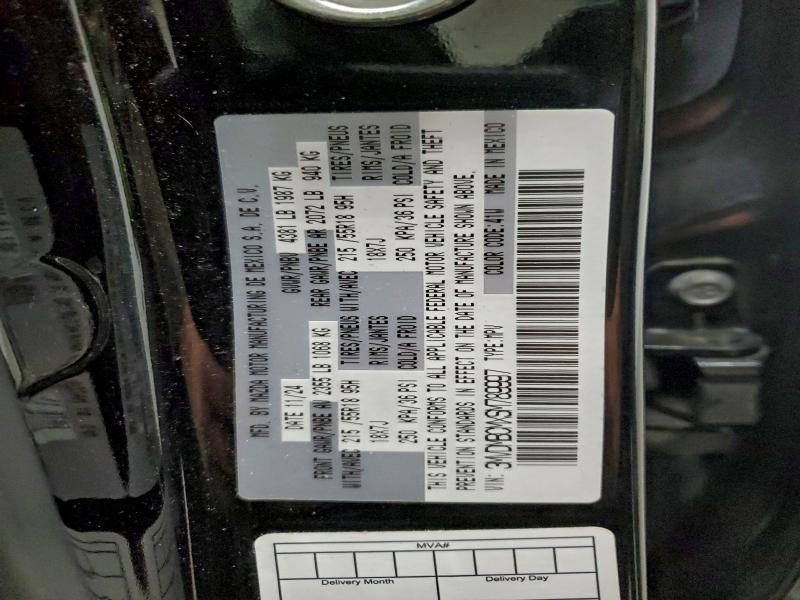 MFD. BY MAZDA MOTOR MANUFACTURING DE MEXICO S.A. DE C.V.
DATE 11/24 GVWR/PNBV 4381 LB 1987 KG
FRONT GAWR/PNBE AV 2355 LB 1068 KG REAR GAWR/PNBE AR 2072 LB 940 KG
WITH/AVEC 215/55R18 95H TIRES/PNEUS WITH/AVEC 215/55R18 95H TIRES/PNEUS
18X7J RIMS/JANTES 18X7J RIMS/JANTES
250 KPA/36 PSI COLD/A FROID 250 KPA/36 PSI COLD/A FROID
THIS VEHICLE CONFORMS TO ALL APPLICABLE FEDERAL MOTOR VEHICLE SAFETY AND THEFT
PREVENTION STANDARDS IN EFFECT ON THE DATE OF MANUFACTURE SHOWN ABOVE.
VIN: TYPE: MPV COLOR CODE: 41W MADE IN MEXICO
MVA#
Delivery Month Delivery Day